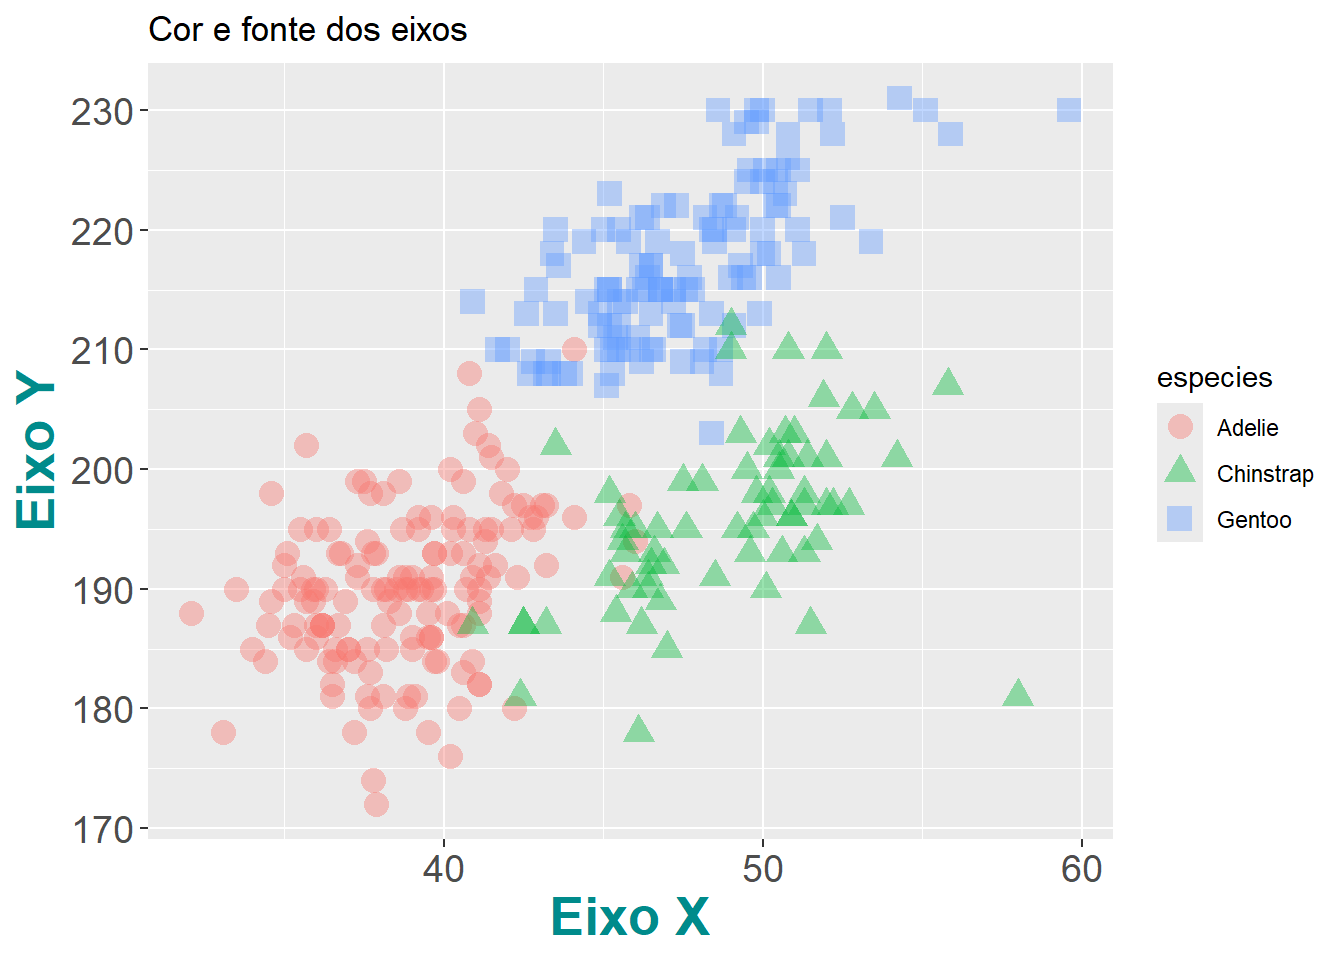 Cor e fonte dos eixos
230
220
210
200
190
180
170
Eixo Y
40 50 60
Eixo X
especies
Adelie
Chinstrap
Gentoo